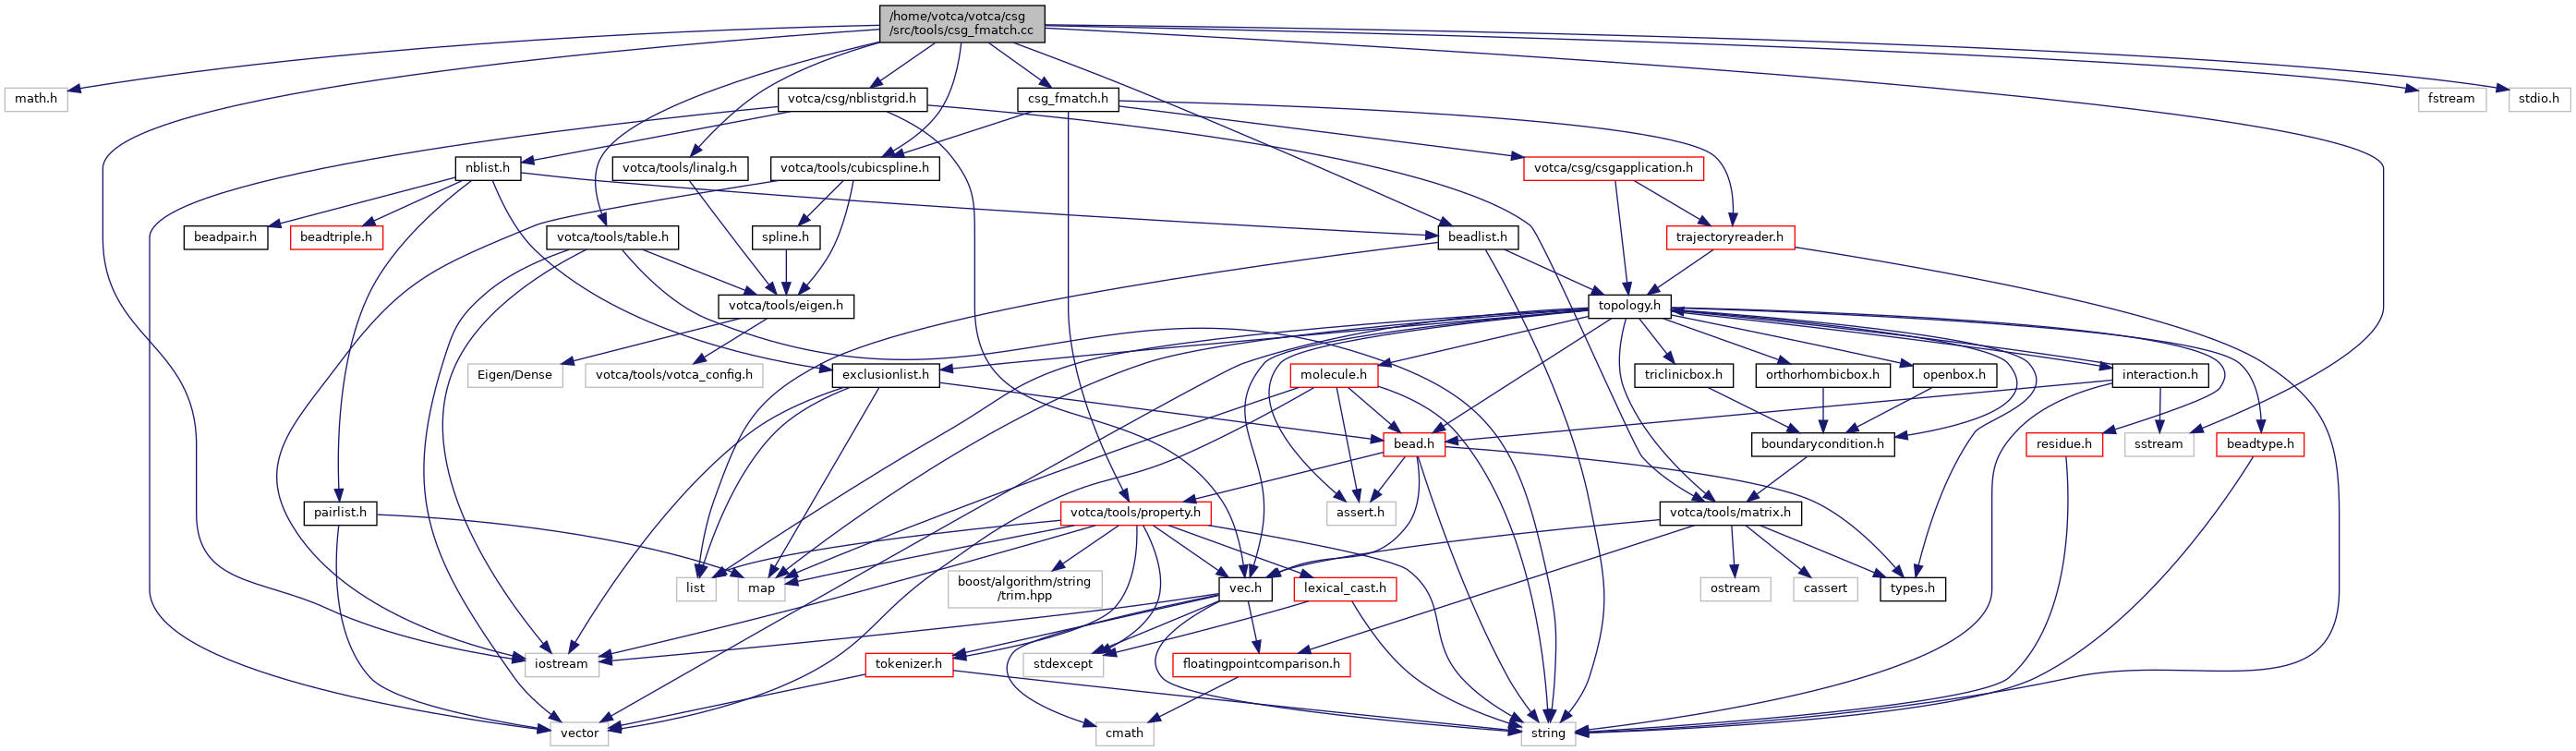 /home/votca/votca/csg
/src/tools/csg_fmatch.cc
math.h
votca/csg/nblistgrid.h
csg_fmatch.h
fstream
stdio.h
nblist.h
votca/tools/linalg.h
votca/tools/cubicspline.h
votca/csg/csgapplication.h
beadpair.h
beadtriple.h
votca/tools/table.h
spline.h
beadlist.h
trajectoryreader.h
votca/tools/eigen.h
topology.h
Eigen/Dense
votca/tools/votca_config.h
exclusionlist.h
molecule.h
triclinicbox.h
orthorhombicbox.h
openbox.h
interaction.h
bead.h
boundarycondition.h
residue.h
sstream
beadtype.h
pairlist.h
votca/tools/property.h
assert.h
votca/tools/matrix.h
list
map
boost/algorithm/string
/trim.hpp
vec.h
lexical_cast.h
ostream
cassert
types.h
iostream
tokenizer.h
stdexcept
floatingpointcomparison.h
vector
cmath
string